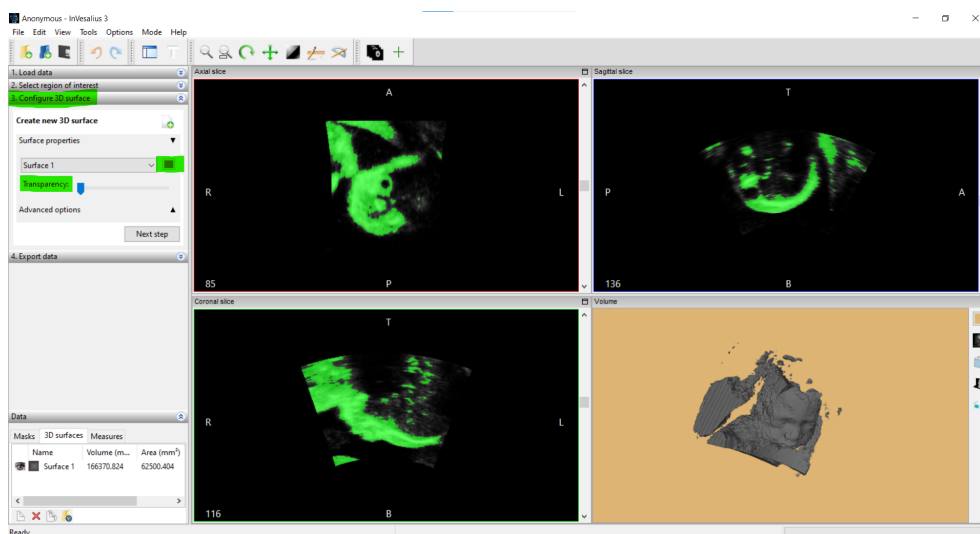 Anonymous - InVesalius 3
File Edit View Tools Options Mode Help
1. Load data
2. Select region of interest
3. Configure 3D surface
Create new 3D surface
Surface properties
Surface 1
Transparency:
Advanced options
Next step
4. Export data
Data
Masks 3D surfaces Measures
Name Volume (m... Area (mm³)
Surface 1 166370.824 62500.404
Ready
Axial slice
A
R L
85 P
Sagittal slice
T
P A
136 B
Coronal slice
T
R L
116 B
Volume